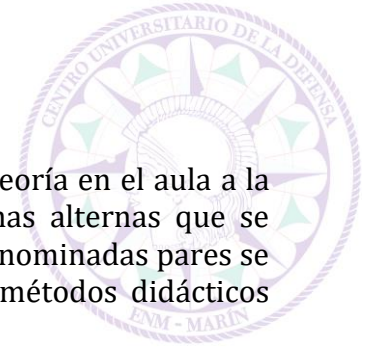 CENTRO UNIVERSITARIO DE LA DEFENSA
ENM - MARÍN
eoría en el aula a la
nas alternas que se
nominadas pares se
métodos didácticos